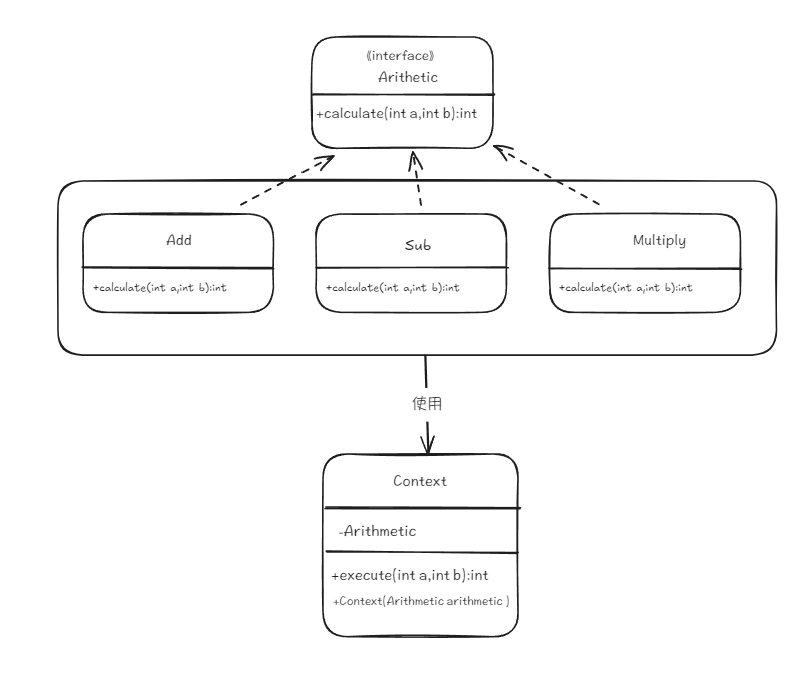 《interface》
Arithetic
+calculate(int a,int b):int
Add
+calculate(int a,int b):int
Sub
+calculate(int a,int b):int
Multiply
+calculate(int a,int b):int
使用
Context
-Arithmetic
+execute(int a,int b):int
+Context(Arithmetic arithmetic )